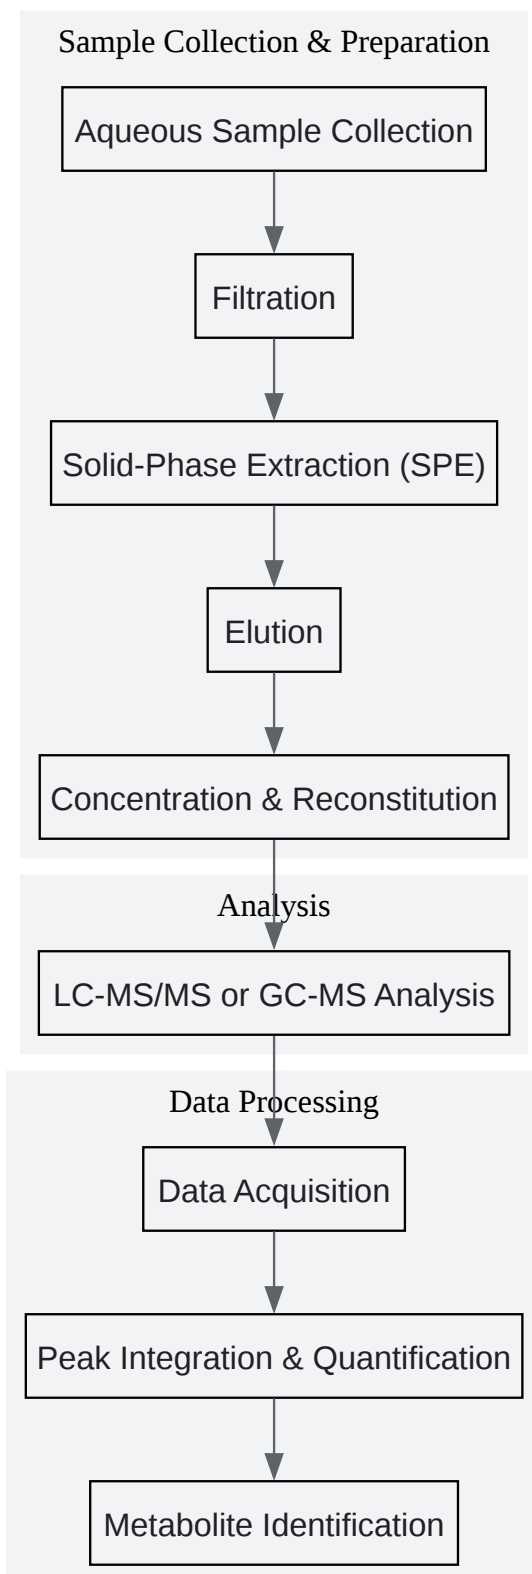 Sample Collection & Preparation
Aqueous Sample Collection
Filtration
Solid-Phase Extraction (SPE)
Elution
Concentration & Reconstitution
Analysis
LC-MS/MS or GC-MS Analysis
Data Processing
Data Acquisition
Peak Integration & Quantification
Metabolite Identification